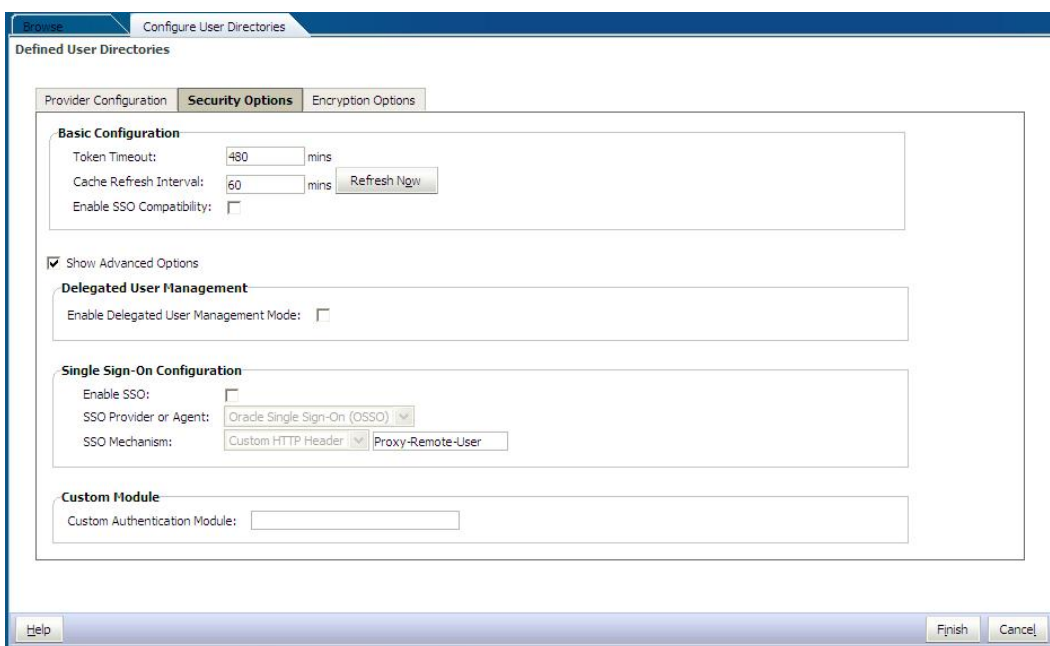 Browse Configure User Directories
Defined User Directories
Provider Configuration Security Options Encryption Options
Basic Configuration
Token Timeout: 480 mins
Cache Refresh Interval: 60 mins Refresh Now
Enable SSO Compatibility:
Show Advanced Options
Delegated User Management
Enable Delegated User Management Mode:
Single Sign-On Configuration
Enable SSO:
SSO Provider or Agent: Oracle Single Sign-On (OSSO)
SSO Mechanism: Custom HTTP Header Proxy-Remote-User
Custom Module
Custom Authentication Module:
Help Finish Cancel